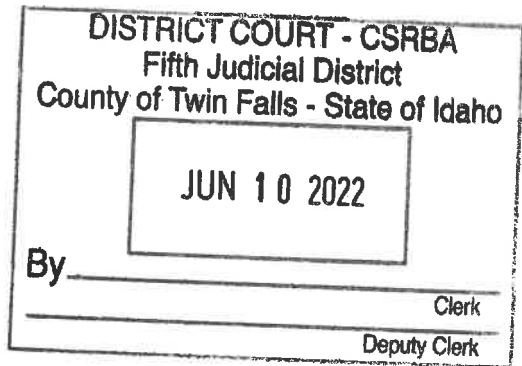 DISTRICT COURT - CSRBA
Fifth Judicial District
County of Twin Falls - State of Idaho
JUN 10 2022
By
Clerk
Deputy Clerk